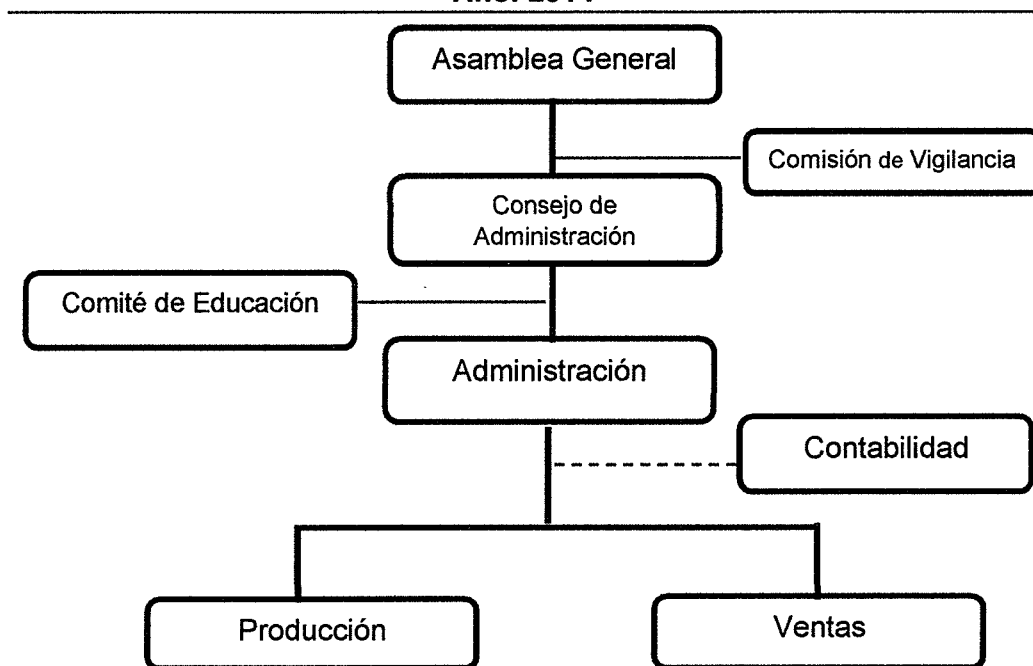 Asamblea General
Comisión de Vigilancia
Consejo de
Administración
Comité de Educación
Administración
Contabilidad
Producción
Ventas